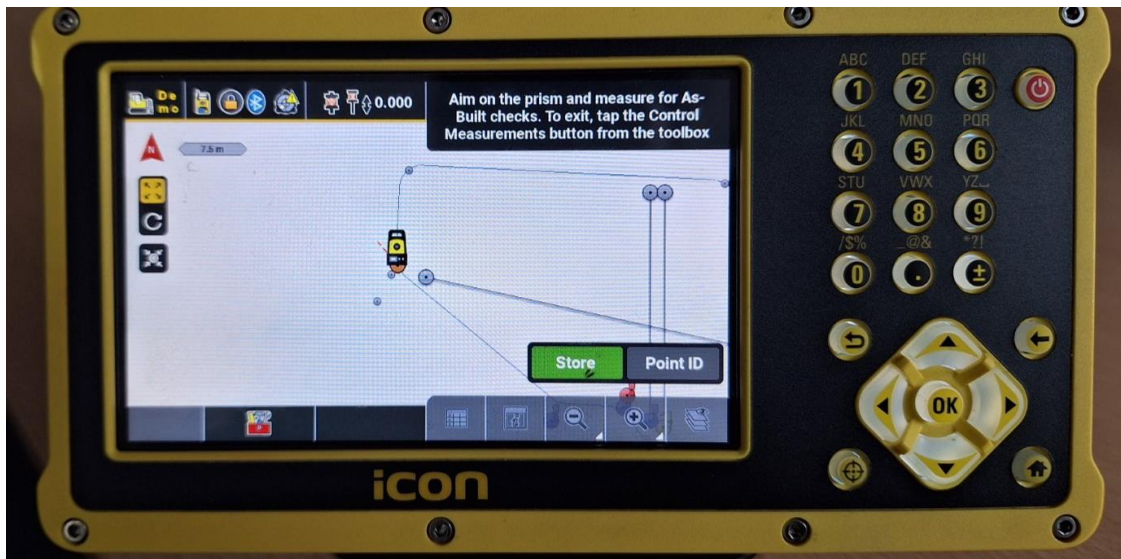 De
mo
0.000
Aim on the prism and measure for As-
Built checks. To exit, tap the Control
Measurements button from the toolbox
N
7.5 m
Store
Point ID
icon
ABC
DEF
GHI
1
2
3
JKL
MNO
PQR
4
5
6
STU
VWX
YZ_
7
8
9
/$%
_@&
*?!
0
.
±
OK